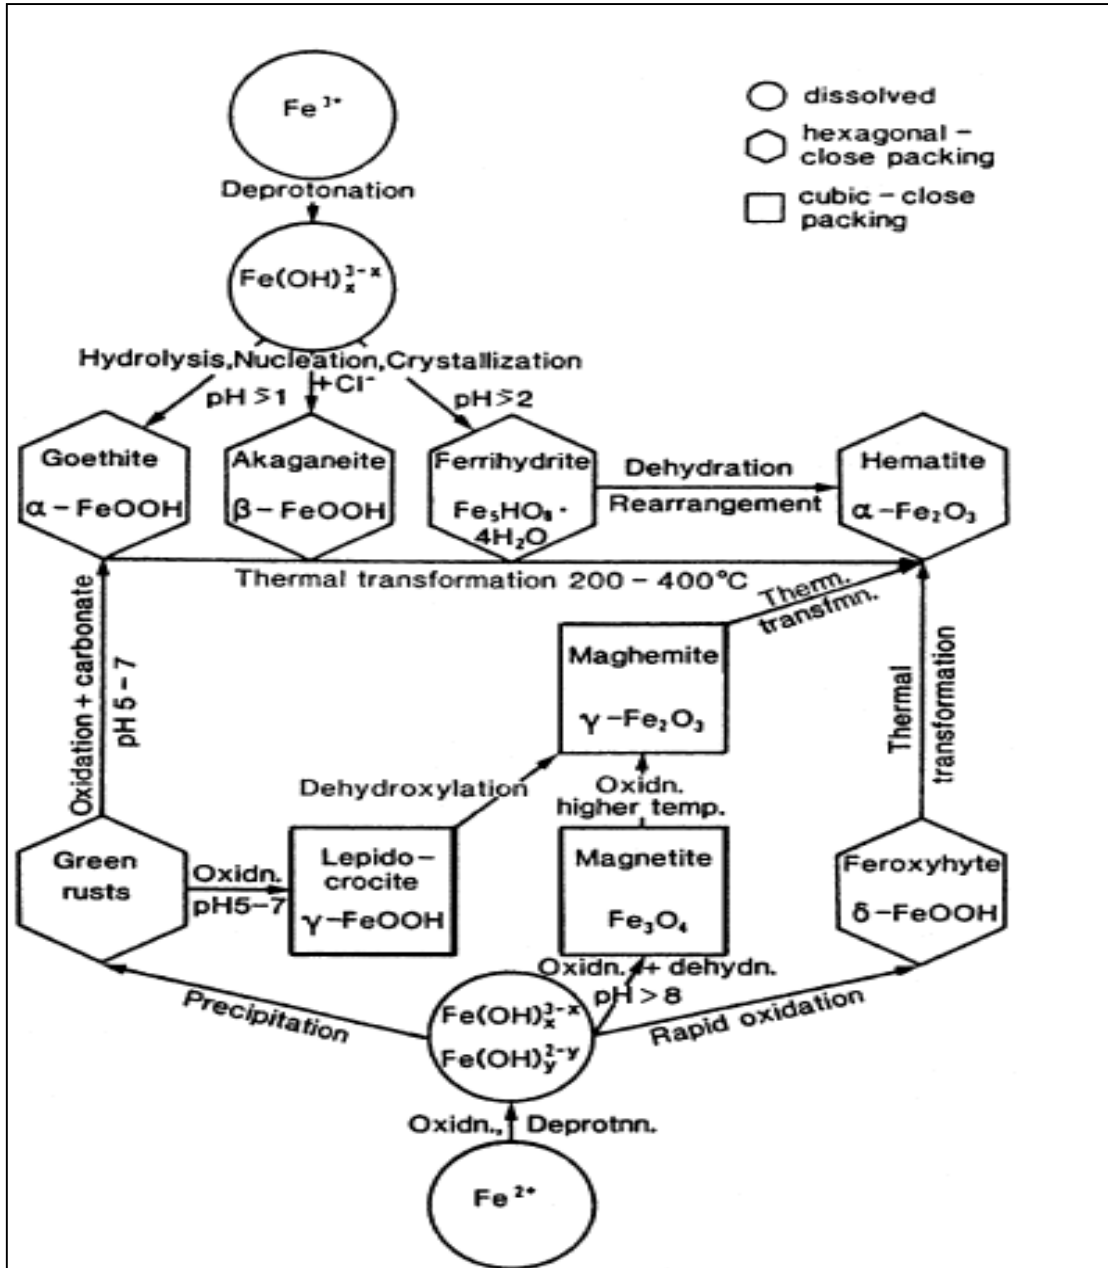 Fe³⁺
dissolved
hexagonal –
close packing
cubic – close
packing
Deprotonation
Fe(OH)ₓ³⁻ˣ
Hydrolysis,Nucleation,Crystallization
pH ≲1
+Cl⁻
pH≲2
Goethite
α – FeOOH
Akaganeite
β – FeOOH
Ferrihydrite
Fe₅HO₈ ·
4H₂O
Dehydration
Rearrangement
Hematite
α–Fe₂O₃
Thermal transformation 200 – 400°C
Therm.
transfmn.
Oxidation + carbonate
pH 5 – 7
Maghemite
γ –Fe₂O₃
Thermal
transformation
Dehydroxylation
Oxidn.
higher temp.
Green
rusts
Oxidn.
pH5–7
Lepido –
crocite
γ –FeOOH
Magnetite
Fe₃O₄
Feroxyhyte
δ –FeOOH
Oxidn. + dehydn.
pH > 8
Precipitation
Fe(OH)ₓ³⁻ˣ
Fe(OH)y²⁻ʸ
Rapid oxidation
Oxidn., Deprotnn.
Fe²⁺